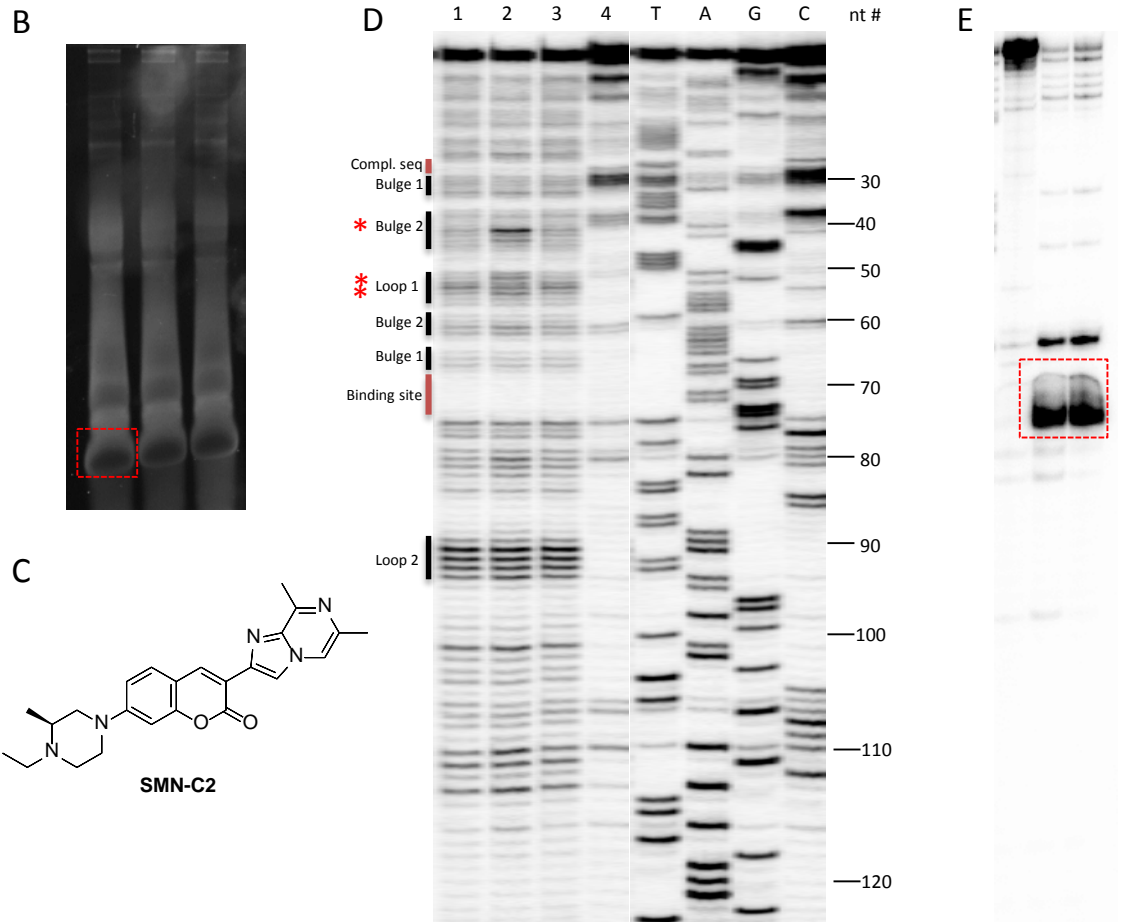 B
D
1 2 3 4 T A G C nt #
E
Compl. seq
Bulge 1
30
* Bulge 2
40
50
*
* Loop 1
Bulge 2
60
Bulge 1
Binding site
70
80
Loop 2
90
100
110
120
C
N
N
N
N
N
O
O
SMN-C2